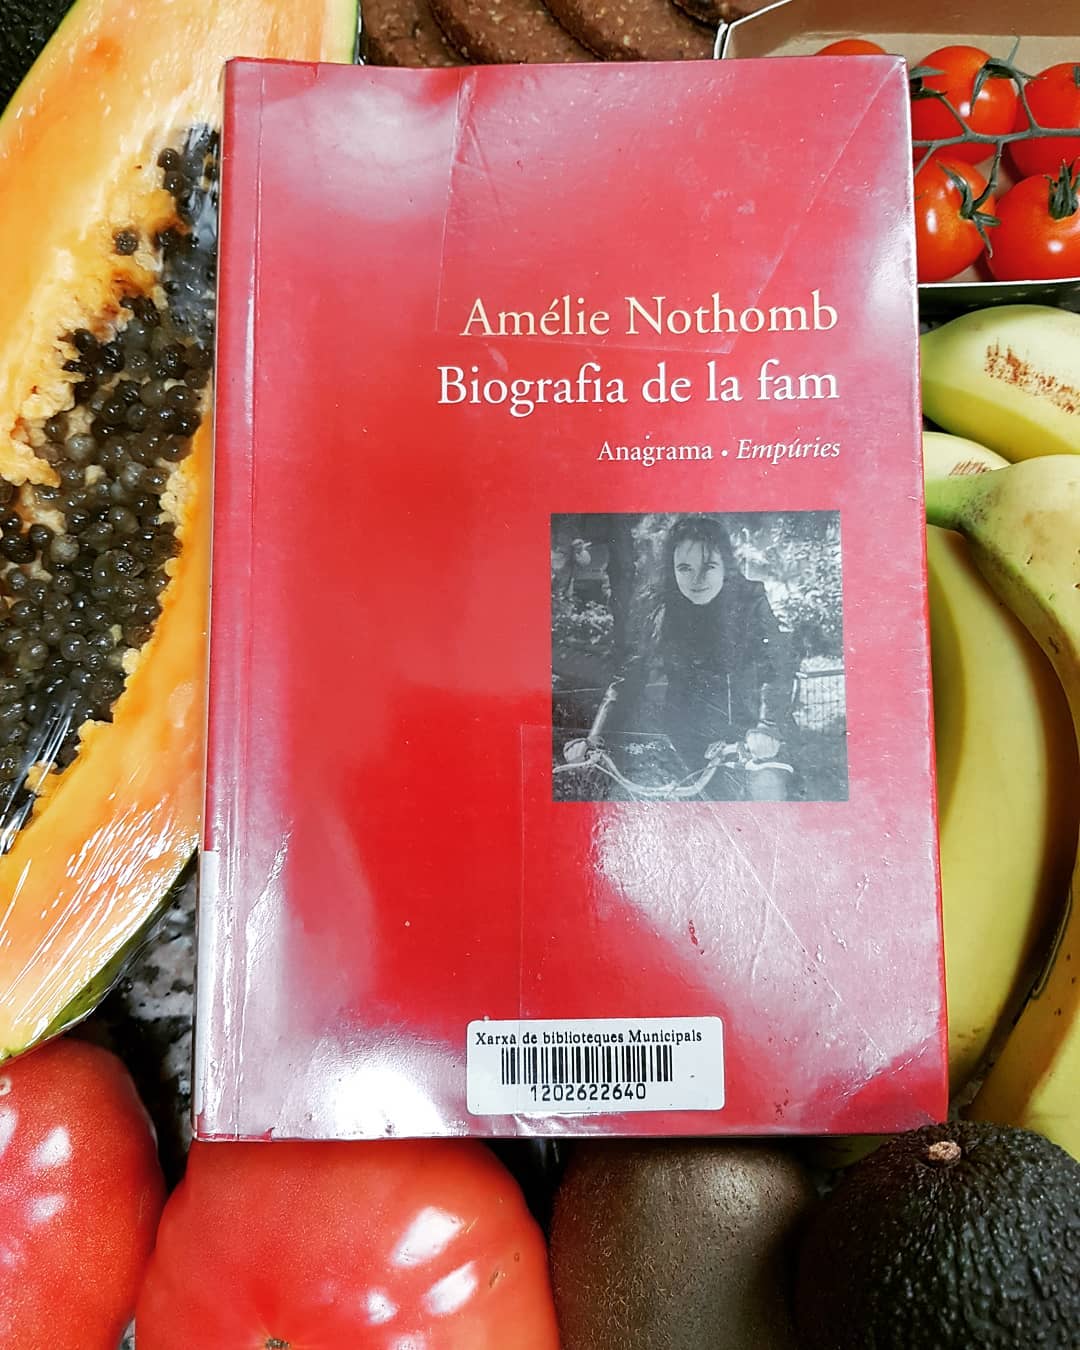 Amélie Nothomb
Biografia de la fam
Anagrama • Empúries
Xarxa de biblioteques Municipals
1202622640